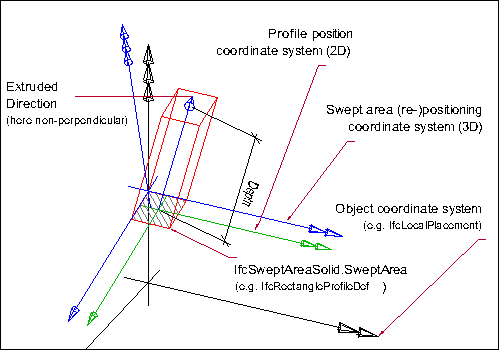 Profile position
coordinate system (2D)
Extruded
Direction
(here non-perpendicular)
Swept area (re-)positioning
coordinate system (3D)
Depth
Object coordinate system
(e.g. IfcLocalPlacement)
IfcSweptAreaSolid.SweptArea
(e.g. IfcRectangleProfileDef )